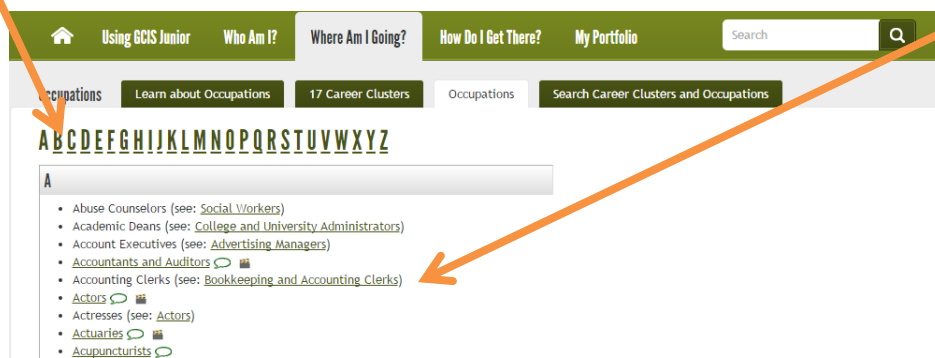 Using GCIS Junior Who Am I? Where Am I Going? How Do I Get There? My Portfolio Search
Occupations Learn about Occupations 17 Career Clusters Occupations Search Career Clusters and Occupations
A B C D E F G H I J K L M N O P Q R S T U V W X Y Z
A
• Abuse Counselors (see: Social Workers)
• Academic Deans (see: College and University Administrators)
• Account Executives (see: Advertising Managers)
• Accountants and Auditors
• Accounting Clerks (see: Bookkeeping and Accounting Clerks)
• Actors
• Actresses (see: Actors)
• Actuaries
• Acupuncturists